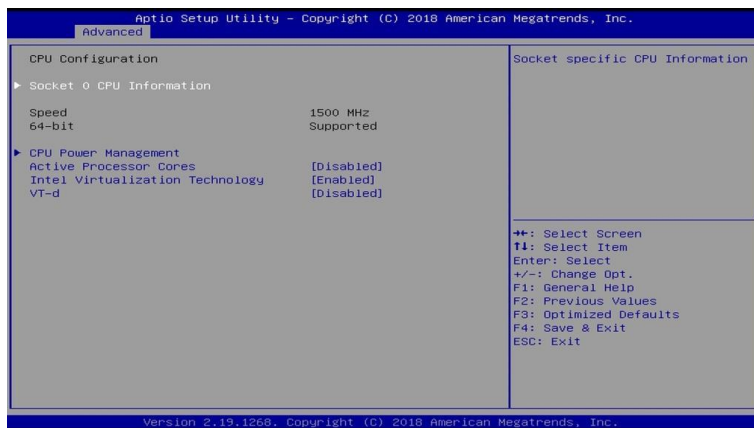 Aptio Setup Utility – Copyright (C) 2018 American Megatrends, Inc.
Advanced
CPU Configuration
Socket 0 CPU Information
Speed 1500 MHz
64-bit Supported
CPU Power Management
Active Processor Cores [Disabled]
Intel Virtualization Technology [Enabled]
VT-d [Disabled]
Socket specific CPU Information
→←: Select Screen
↑↓: Select Item
Enter: Select
+/-: Change Opt.
F1: General Help
F2: Previous Values
F3: Optimized Defaults
F4: Save & Exit
ESC: Exit
Version 2.19.1268. Copyright (C) 2018 American Megatrends, Inc.